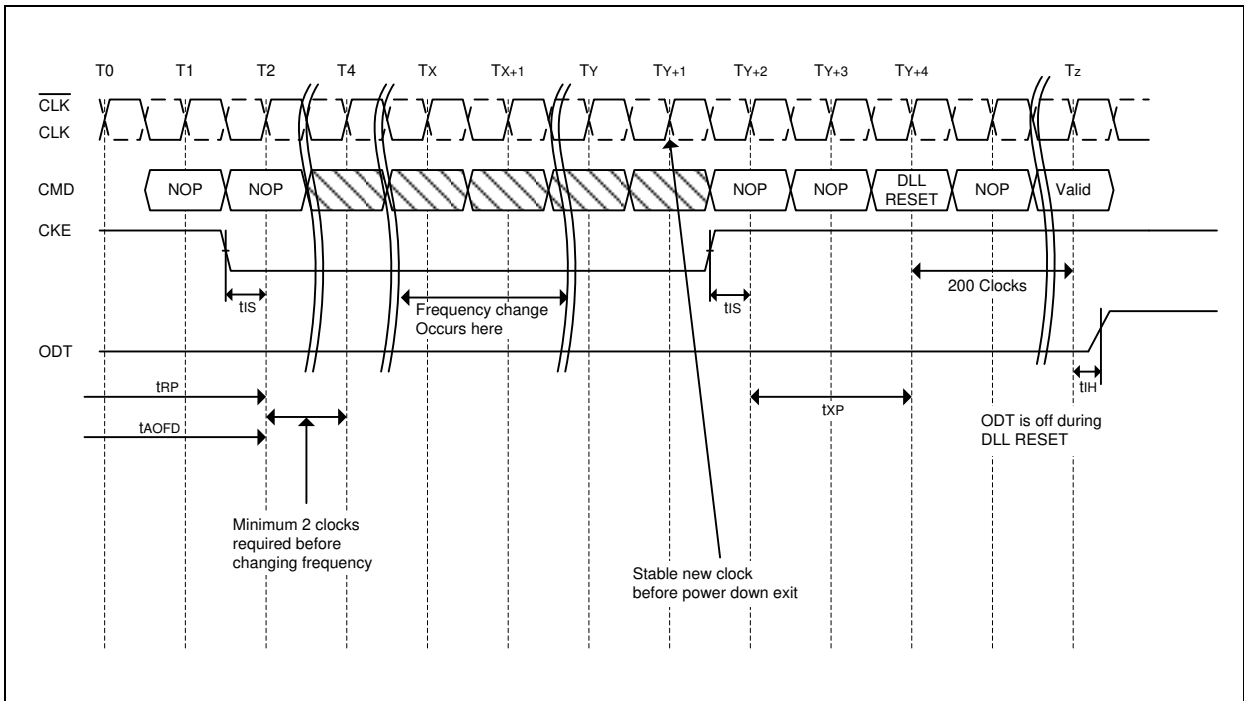 T0 T1 T2 T4 TX TX+1 TY TY+1 TY+2 TY+3 TY+4 Tz
CLK
CLK
CMD NOP NOP NOP NOP DLL RESET NOP Valid
CKE
tIS
Frequency change
Occurs here
tIS
200 Clocks
ODT
tRP
tAOFD
tXP
tIH
ODT is off during
DLL RESET
Minimum 2 clocks
required before
changing frequency
Stable new clock
before power down exit